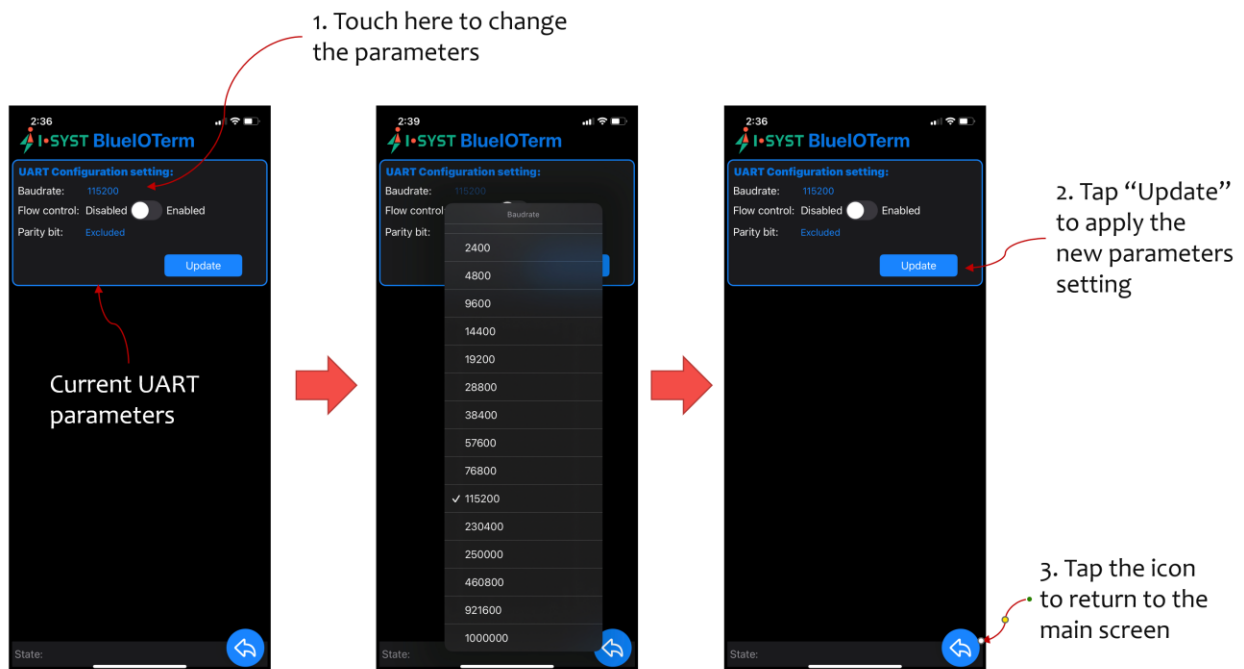 1. Touch here to change
the parameters
2:36
I-SYST BlueIOTerm
UART Configuration setting:
Baudrate: 115200
Flow control: Disabled Enabled
Parity bit: Excluded
Update
Current UART
parameters
State:
2:39
I-SYST BlueIOTerm
UART Configuration setting:
Baudrate: 115200
Flow control
Parity bit:
Baudrate
2400
4800
9600
14400
19200
28800
38400
57600
76800
✓ 115200
230400
250000
460800
921600
1000000
State:
2:36
I-SYST BlueIOTerm
UART Configuration setting:
Baudrate: 115200
Flow control: Disabled Enabled
Parity bit: Excluded
Update
State:
2. Tap “Update”
to apply the
new parameters
setting
3. Tap the icon
to return to the
main screen